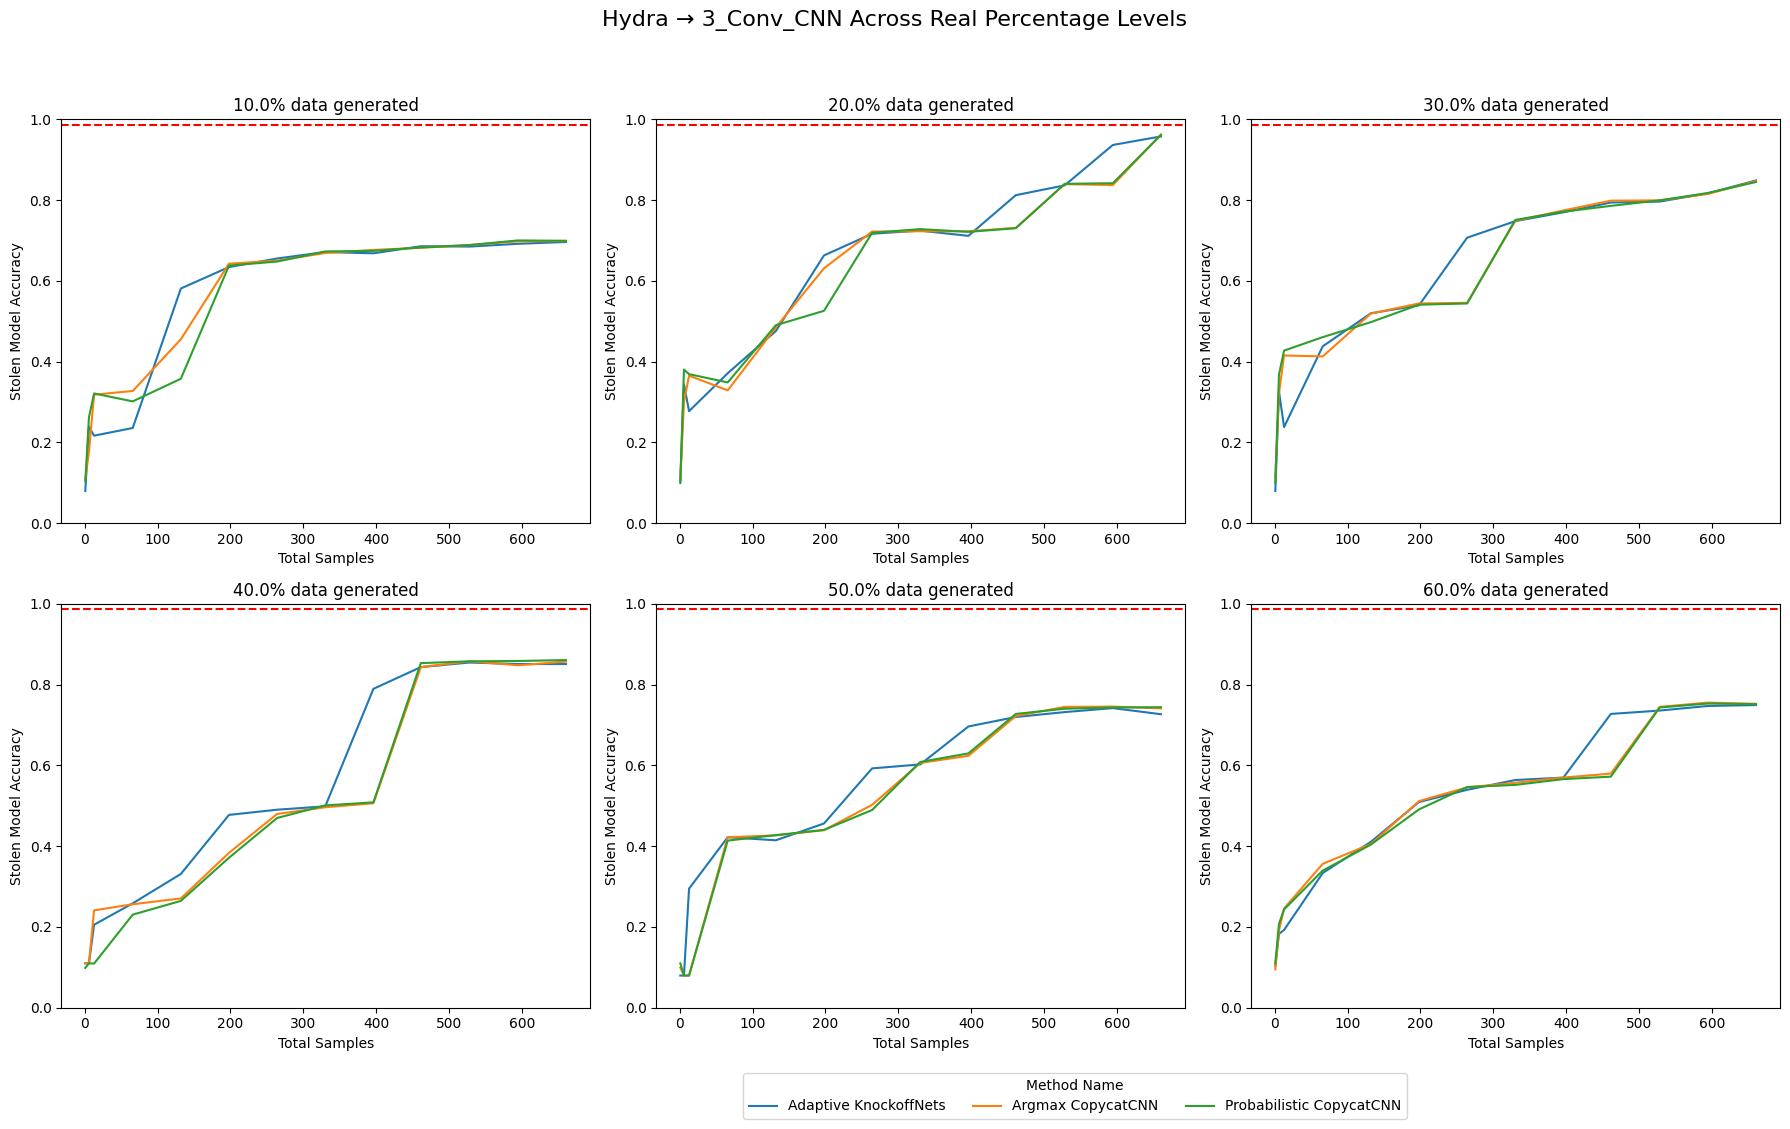 Hydra → 3_Conv_CNN Across Real Percentage Levels
10.0% data generated
1.0
0.8
0.6
0.4
0.2
0.0
Stolen Model Accuracy
0 100 200 300 400 500 600
Total Samples
20.0% data generated
1.0
0.8
0.6
0.4
0.2
0.0
Stolen Model Accuracy
0 100 200 300 400 500 600
Total Samples
30.0% data generated
1.0
0.8
0.6
0.4
0.2
0.0
Stolen Model Accuracy
0 100 200 300 400 500 600
Total Samples
40.0% data generated
1.0
0.8
0.6
0.4
0.2
0.0
Stolen Model Accuracy
0 100 200 300 400 500 600
Total Samples
50.0% data generated
1.0
0.8
0.6
0.4
0.2
0.0
Stolen Model Accuracy
0 100 200 300 400 500 600
Total Samples
60.0% data generated
1.0
0.8
0.6
0.4
0.2
0.0
Stolen Model Accuracy
0 100 200 300 400 500 600
Total Samples
Method Name
Adaptive KnockoffNets Argmax CopycatCNN Probabilistic CopycatCNN